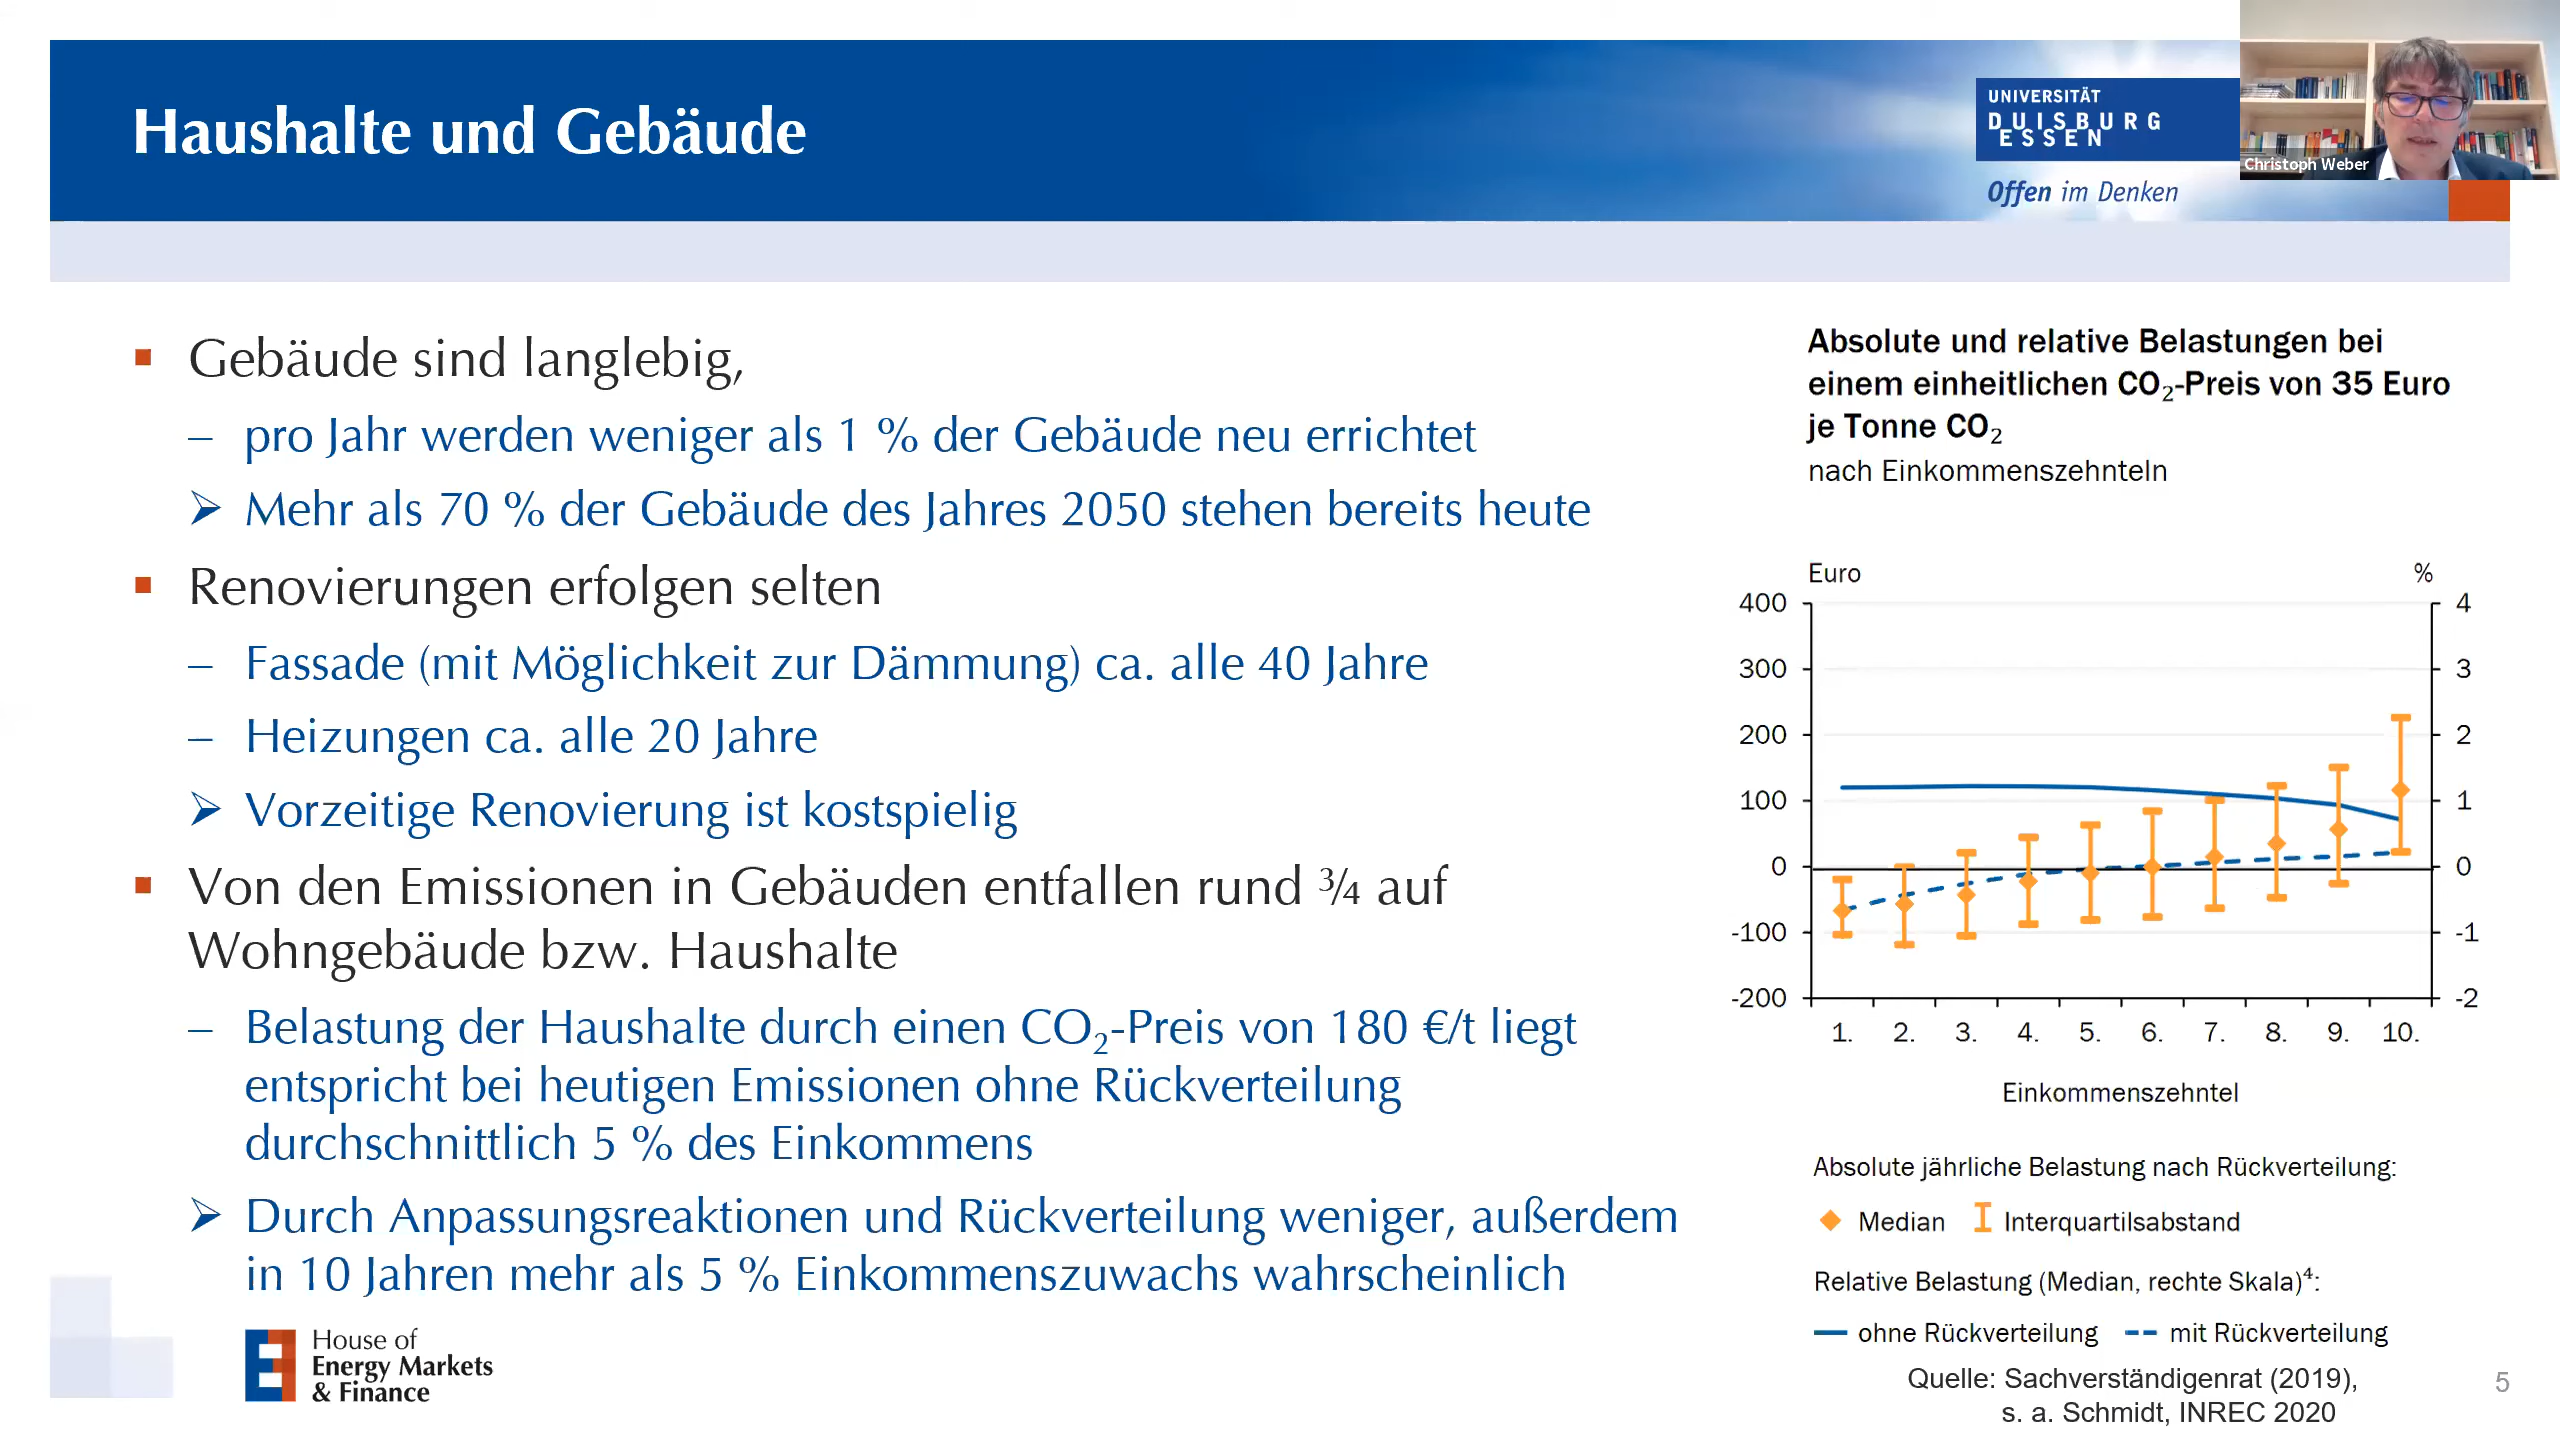 Haushalte und Gebäude
UNIVERSITÄT
DUISBURG
ESSEN
Offen im Denken
Christoph Weber
Gebäude sind langlebig,
– pro Jahr werden weniger als 1 % der Gebäude neu errichtet
➢ Mehr als 70 % der Gebäude des Jahres 2050 stehen bereits heute
Renovierungen erfolgen selten
– Fassade (mit Möglichkeit zur Dämmung) ca. alle 40 Jahre
– Heizungen ca. alle 20 Jahre
➢ Vorzeitige Renovierung ist kostspielig
Von den Emissionen in Gebäuden entfallen rund ¾ auf
Wohngebäude bzw. Haushalte
– Belastung der Haushalte durch einen CO₂-Preis von 180 €/t liegt
entspricht bei heutigen Emissionen ohne Rückverteilung
durchschnittlich 5 % des Einkommens
➢ Durch Anpassungsreaktionen und Rückverteilung weniger, außerdem
in 10 Jahren mehr als 5 % Einkommenszuwachs wahrscheinlich
House of
Energy Markets
& Finance
Absolute und relative Belastungen bei
einem einheitlichen CO₂-Preis von 35 Euro
je Tonne CO₂
nach Einkommenszehnteln
Euro %
400 4
300 3
200 2
100 1
0 0
-100 -1
-200 -2
1. 2. 3. 4. 5. 6. 7. 8. 9. 10.
Einkommenszehntel
Absolute jährliche Belastung nach Rückverteilung:
Median Interquartilsabstand
Relative Belastung (Median, rechte Skala)⁴:
ohne Rückverteilung mit Rückverteilung
Quelle: Sachverständigenrat (2019),
s. a. Schmidt, INREC 2020
5